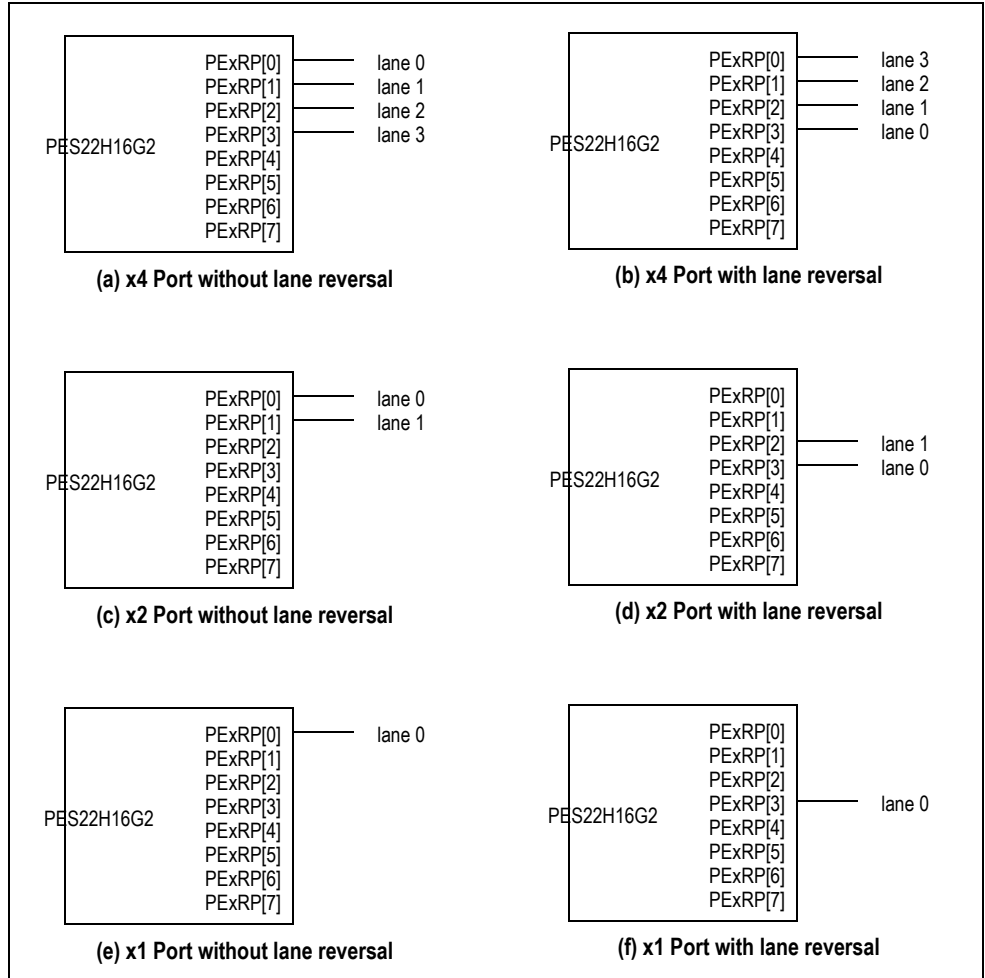 PES22H16G2
PExRP[0] lane 0
PExRP[1] lane 1
PExRP[2] lane 2
PExRP[3] lane 3
PExRP[4]
PExRP[5]
PExRP[6]
PExRP[7]
(a) x4 Port without lane reversal
PES22H16G2
PExRP[0] lane 3
PExRP[1] lane 2
PExRP[2] lane 1
PExRP[3] lane 0
PExRP[4]
PExRP[5]
PExRP[6]
PExRP[7]
(b) x4 Port with lane reversal
PES22H16G2
PExRP[0] lane 0
PExRP[1] lane 1
PExRP[2]
PExRP[3]
PExRP[4]
PExRP[5]
PExRP[6]
PExRP[7]
(c) x2 Port without lane reversal
PES22H16G2
PExRP[0]
PExRP[1]
PExRP[2] lane 1
PExRP[3] lane 0
PExRP[4]
PExRP[5]
PExRP[6]
PExRP[7]
(d) x2 Port with lane reversal
PES22H16G2
PExRP[0] lane 0
PExRP[1]
PExRP[2]
PExRP[3]
PExRP[4]
PExRP[5]
PExRP[6]
PExRP[7]
(e) x1 Port without lane reversal
PES22H16G2
PExRP[0]
PExRP[1]
PExRP[2]
PExRP[3] lane 0
PExRP[4]
PExRP[5]
PExRP[6]
PExRP[7]
(f) x1 Port with lane reversal